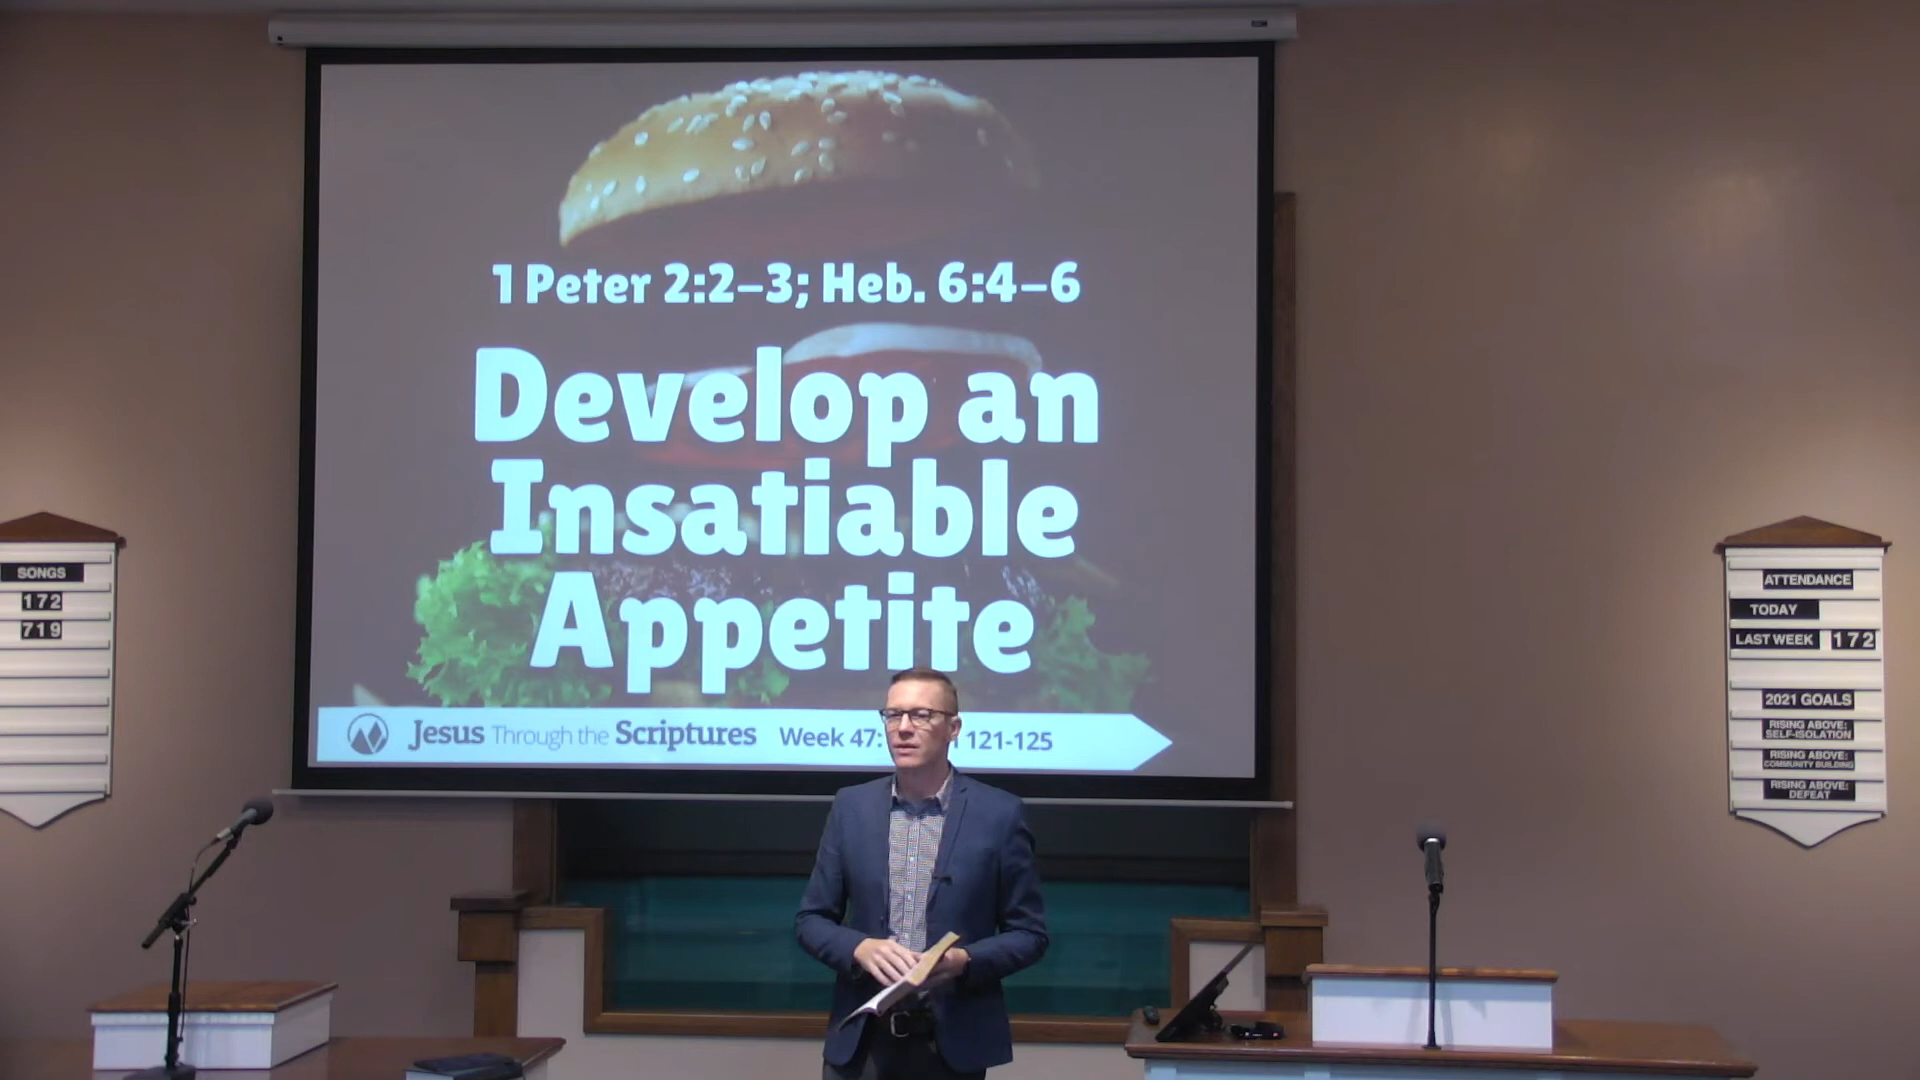 1 Peter 2:2–3; Heb. 6:4–6
Develop an
Insatiable
Appetite
Jesus Through the Scriptures Week 47: 121-125
SONGS
172
719
ATTENDANCE
TODAY
LAST WEEK 172
2021 GOALS
RISING ABOVE:
SELF-ISOLATION
RISING ABOVE:
COMMUNITY BUILDING
RISING ABOVE:
DEFEAT